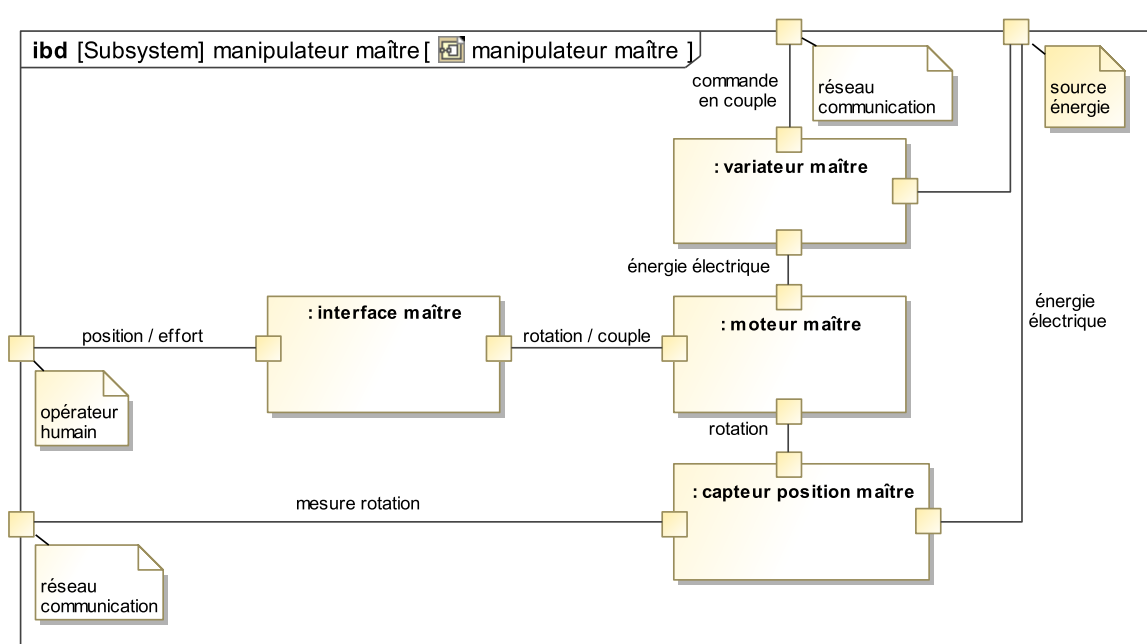 ibd [Subsystem] manipulateur maître [ manipulateur maître ]
commande
en couple
réseau
communication
source
énergie
: variateur maître
énergie électrique
énergie
électrique
: interface maître
: moteur maître
position / effort
rotation / couple
opérateur
humain
rotation
: capteur position maître
mesure rotation
réseau
communication